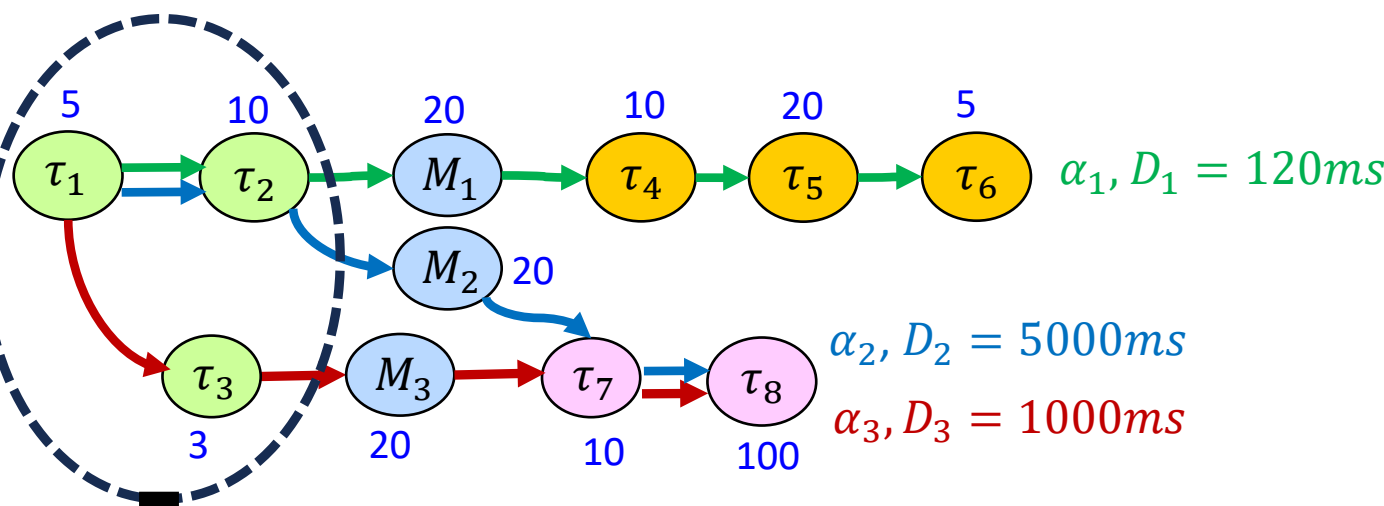 5 10 20 10 20 5
τ₁ τ₂ M₁ τ₄ τ₅ τ₆ α₁, D₁ = 120ms
M₂ 20
α₂, D₂ = 5000ms
τ₃ M₃ τ₇ τ₈
α₃, D₃ = 1000ms
3 20 10 100